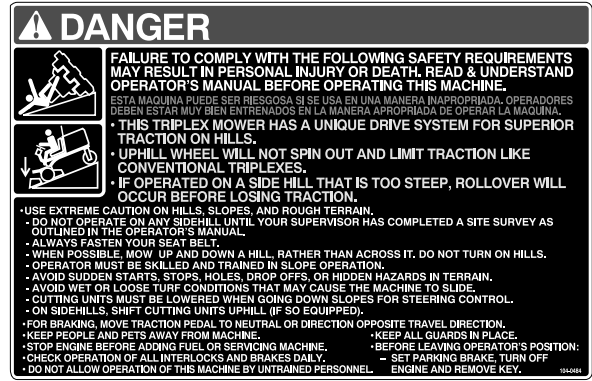 DANGER
FAILURE TO COMPLY WITH THE FOLLOWING SAFETY REQUIREMENTS
MAY RESULT IN PERSONAL INJURY OR DEATH. READ & UNDERSTAND
OPERATOR'S MANUAL BEFORE OPERATING THIS MACHINE.
ESTA MAQUINA PUEDE SER RIESGOSA SI SE USA EN UNA MANERA INAPROPRIADA. OPERADORES
DEBEN ESTAR MUY BIEN ENTRENADOS EN LA MANERA APROPRIADA DE OPERAR LA MAQUINA.
• THIS TRIPLEX MOWER HAS A UNIQUE DRIVE SYSTEM FOR SUPERIOR
TRACTION ON HILLS.
• UPHILL WHEEL WILL NOT SPIN OUT AND LIMIT TRACTION LIKE
CONVENTIONAL TRIPLEXES.
• IF OPERATED ON A SIDE HILL THAT IS TOO STEEP, ROLLOVER WILL
OCCUR BEFORE LOSING TRACTION.
•USE EXTREME CAUTION ON HILLS, SLOPES, AND ROUGH TERRAIN.
- DO NOT OPERATE ON ANY SIDEHILL UNTIL YOUR SUPERVISOR HAS COMPLETED A SITE SURVEY AS
OUTLINED IN THE OPERATOR'S MANUAL.
- ALWAYS FASTEN YOUR SEAT BELT.
- WHEN POSSIBLE, MOW UP AND DOWN A HILL, RATHER THAN ACROSS IT. DO NOT TURN ON HILLS.
- OPERATOR MUST BE SKILLED AND TRAINED IN SLOPE OPERATION.
- AVOID SUDDEN STARTS, STOPS, HOLES, DROP OFFS, OR HIDDEN HAZARDS IN TERRAIN.
- AVOID WET OR LOOSE TURF CONDITIONS THAT MAY CAUSE THE MACHINE TO SLIDE.
- CUTTING UNITS MUST BE LOWERED WHEN GOING DOWN SLOPES FOR STEERING CONTROL.
- ON SIDEHILLS, SHIFT CUTTING UNITS UPHILL (IF SO EQUIPPED).
•FOR BRAKING, MOVE TRACTION PEDAL TO NEUTRAL OR DIRECTION OPPOSITE TRAVEL DIRECTION.
•KEEP PEOPLE AND PETS AWAY FROM MACHINE.
•STOP ENGINE BEFORE ADDING FUEL OR SERVICING MACHINE.
•CHECK OPERATION OF ALL INTERLOCKS AND BRAKES DAILY.
• DO NOT ALLOW OPERATION OF THIS MACHINE BY UNTRAINED PERSONNEL.
•KEEP ALL GUARDS IN PLACE.
•BEFORE LEAVING OPERATOR'S POSITION:
– SET PARKING BRAKE, TURN OFF
ENGINE AND REMOVE KEY.
104-0484